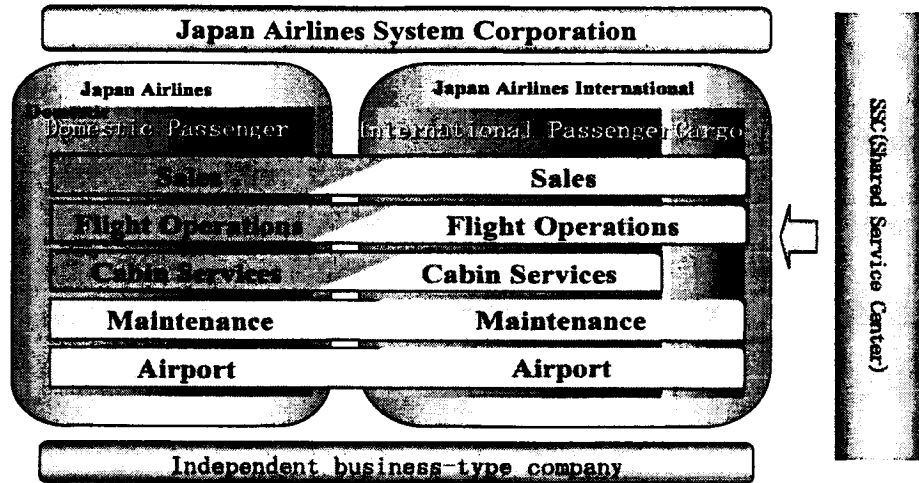 Japan Airlines System Corporation
Japan Airlines
Japan Airlines International
Domestic
Domestic Passenger
International Passenger
Cargo
Sales
Sales
Flight Operations
Flight Operations
Cabin Services
Cabin Services
Maintenance
Maintenance
Airport
Airport
Independent business-type company
SSC(Shared Service Center)